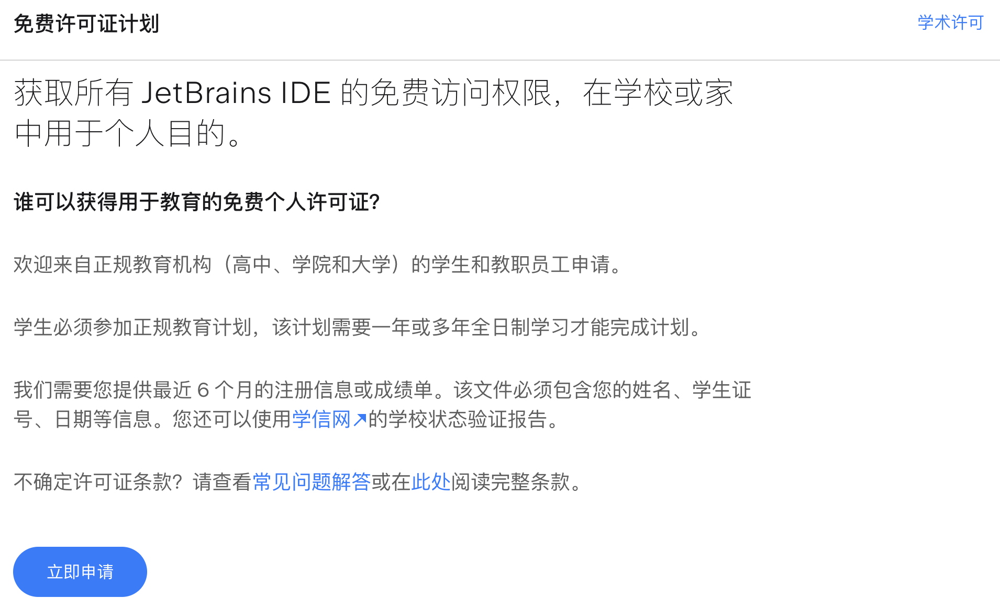 免费许可证计划
学术许可
获取所有 JetBrains IDE 的免费访问权限，在学校或家
中用于个人目的。
谁可以获得用于教育的免费个人许可证?
欢迎来自正规教育机构（高中、学院和大学）的学生和教职员工申请。
学生必须参加正规教育计划，该计划需要一年或多年全日制学习才能完成计划。
我们需要您提供最近 6 个月的注册信息或成绩单。该文件必须包含您的姓名、学生证
号、日期等信息。您还可以使用学信网↗的学校状态验证报告。
不确定许可证条款？请查看常见问题解答或在此处阅读完整条款。
立即申请